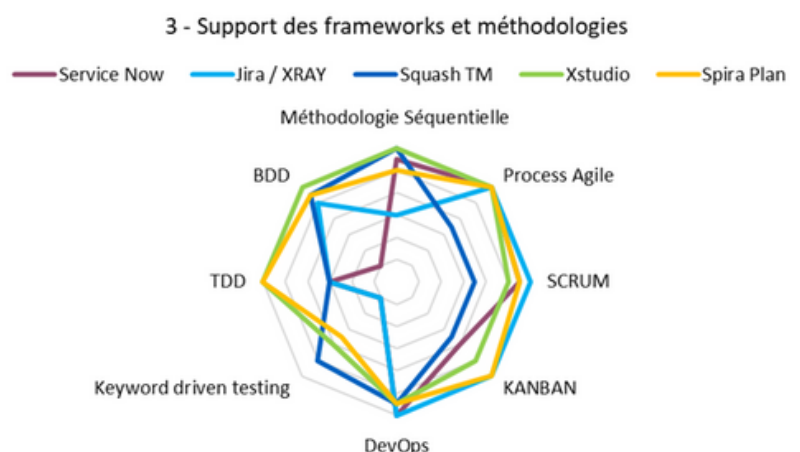 3 - Support des frameworks et méthodologies
Service Now Jira / XRAY Squash TM Xstudio Spira Plan
Méthodologie Séquentielle
BDD Process Agile
TDD SCRUM
Keyword driven testing KANBAN
DevOps